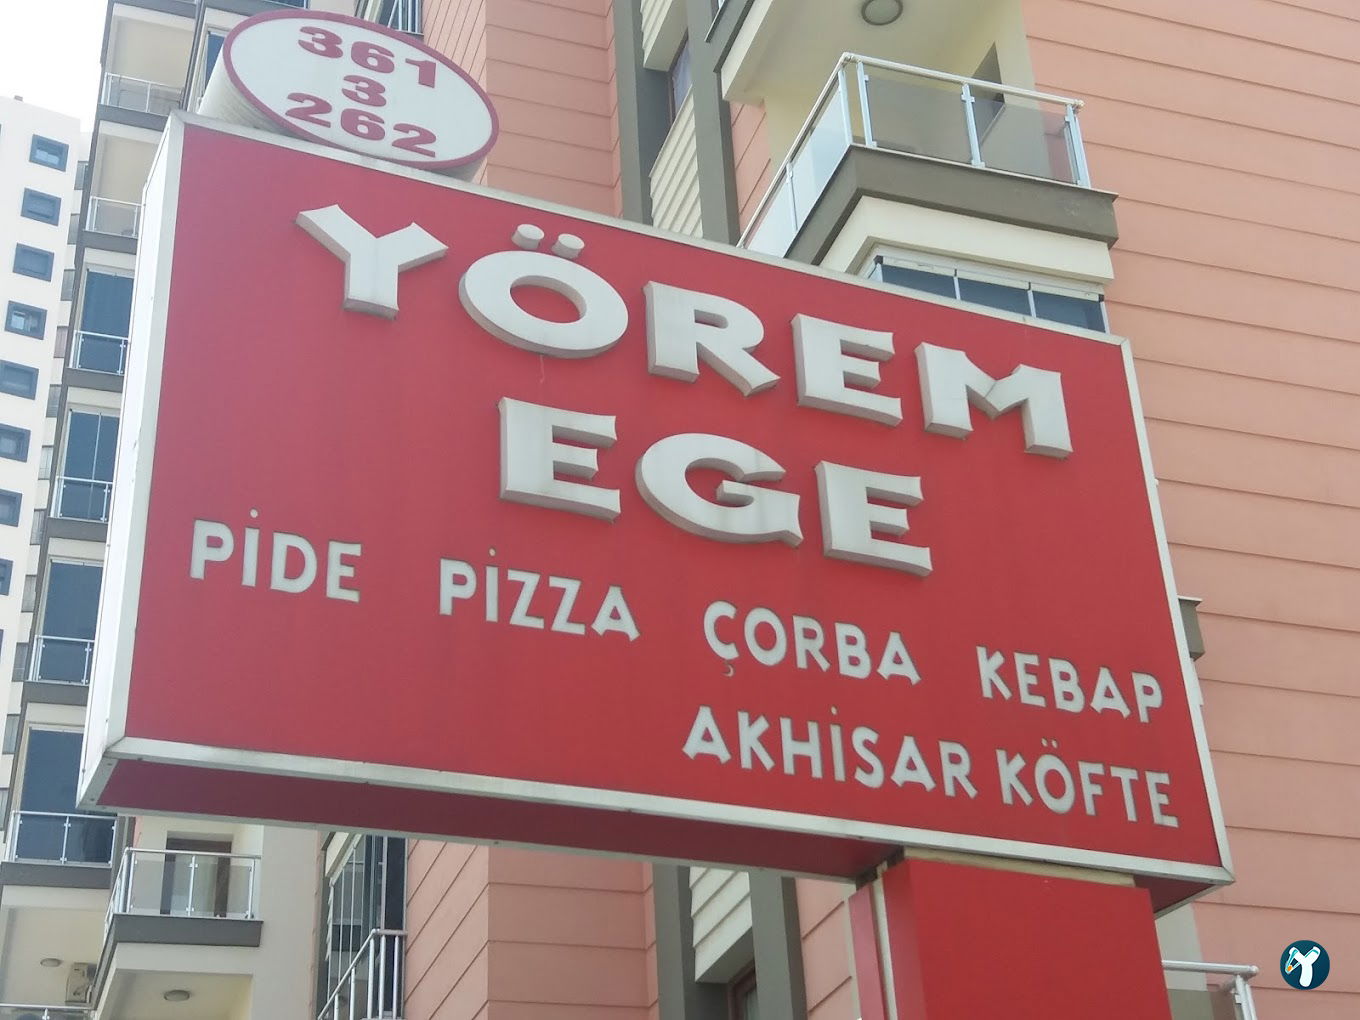 361
3
262
YÖREM
EGE
PİDE PİZZA ÇORBA KEBAP
AKHİSAR KÖFTE